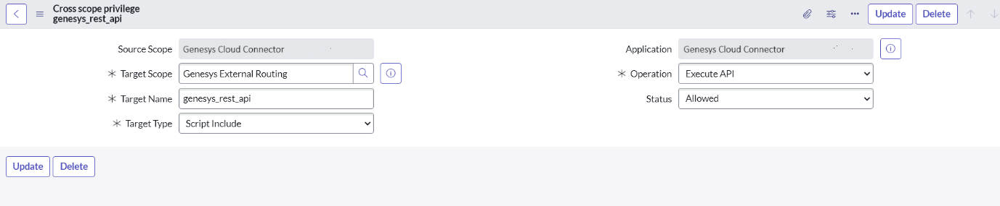 Cross scope privilege
genesys_rest_api
Update Delete
Source Scope Genesys Cloud Connector
Application Genesys Cloud Connector
Target Scope Genesys External Routing
Operation Execute API
Target Name genesys_rest_api
Status Allowed
Target Type Script Include
Update Delete